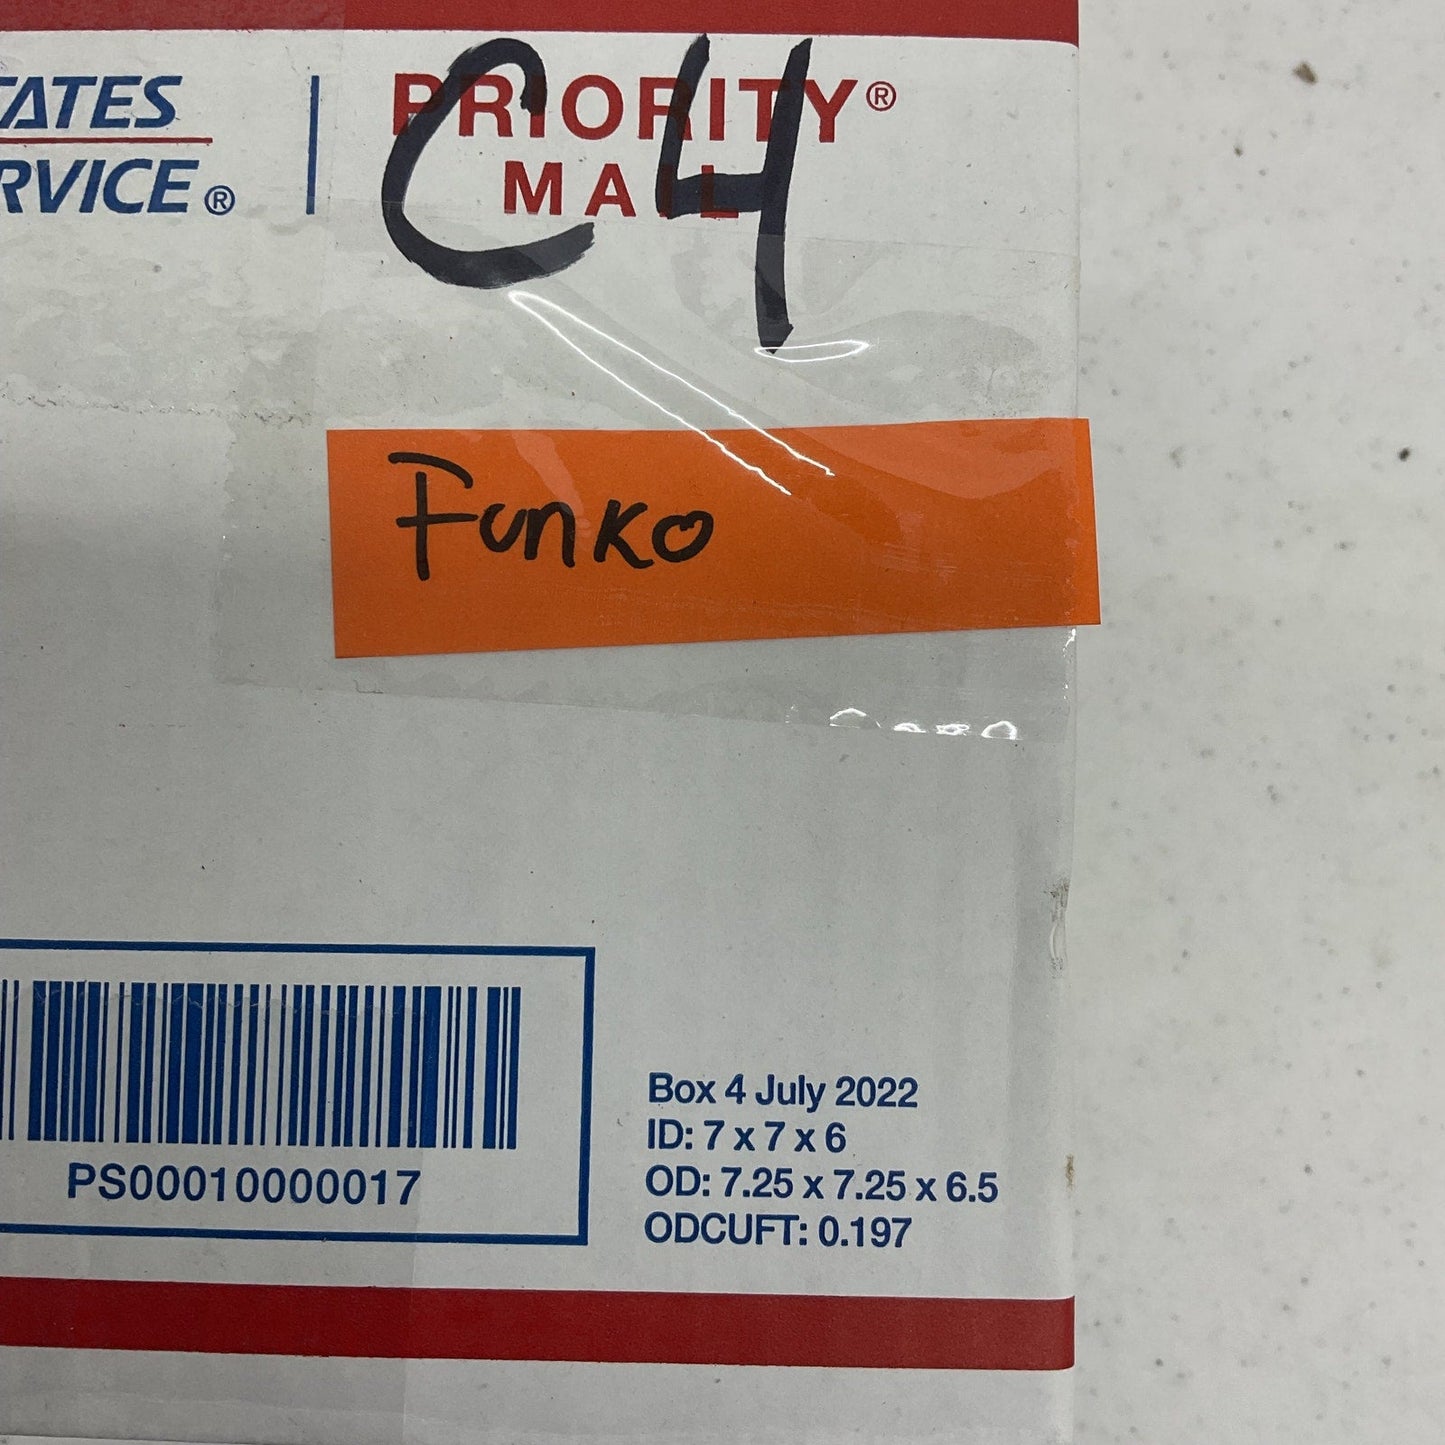 TATES
RVICE®
PRIORITY®
MAIL
C4
Funko
PS00010000017
Box 4 July 2022
ID: 7 x 7 x 6
OD: 7.25 x 7.25 x 6.5
ODCUFT: 0.197